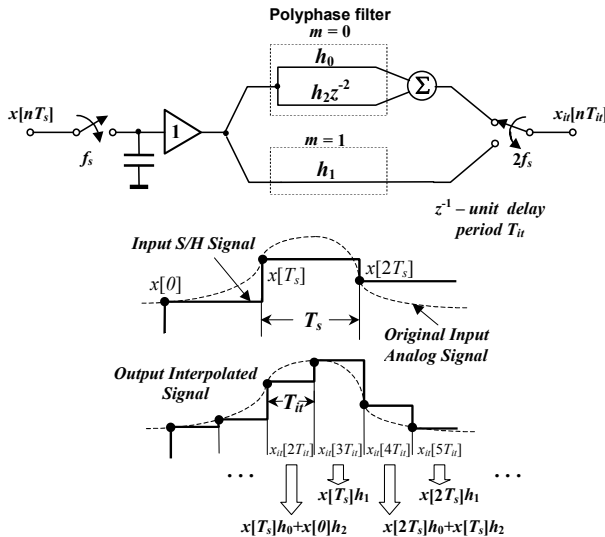 Polyphase filter
m = 0
h₀
h₂z⁻²
Σ
x[nTₛ]
fₛ
1
m = 1
h₁
2fₛ
xᵢₜ[nTᵢₜ]
z⁻¹ – unit delay
period Tᵢₜ
Input S/H Signal
x[0]
x[Tₛ]
x[2Tₛ]
Tₛ
Original Input
Analog Signal
Output Interpolated
Signal
Tᵢₜ
xᵢₜ[2Tᵢₜ] xᵢₜ[3Tᵢₜ] xᵢₜ[4Tᵢₜ] xᵢₜ[5Tᵢₜ]
... ...
x[Tₛ]h₁ x[2Tₛ]h₁
x[Tₛ]h₀+x[0]h₂ x[2Tₛ]h₀+x[Tₛ]h₂